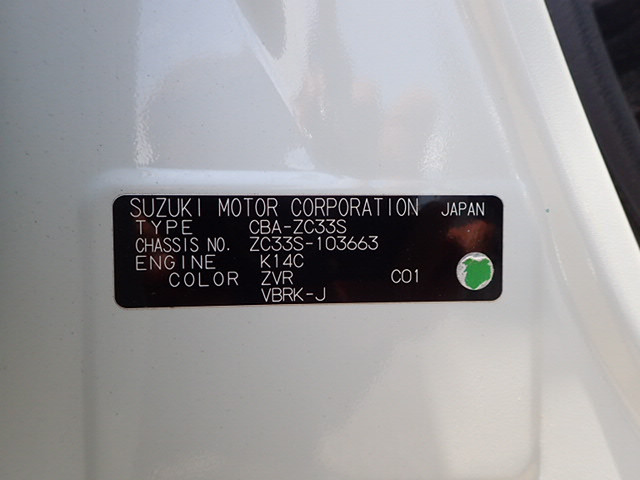 SUZUKI MOTOR CORPORATION JAPAN
TYPE CBA-ZC33S
CHASSIS NO. ZC33S-103663
ENGINE K14C
COLOR ZVR C01
VBRK-J